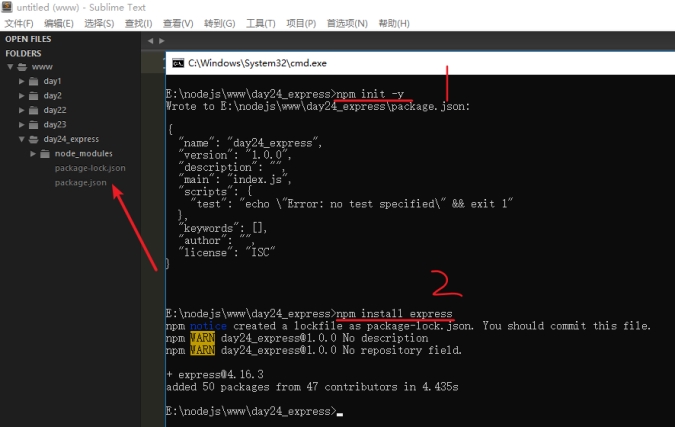 untitled (www) - Sublime Text
文件(F) 编辑(E) 选择(S) 查找(I) 查看(V) 转到(G) 工具(T) 项目(P) 首选项(N) 帮助(H)
OPEN FILES
FOLDERS
www
day1
day2
day22
day23
day24_express
node_modules
package-lock.json
package.json
1
C:\Windows\System32\cmd.exe
E:\nodejs\www\day24_express>npm init -y
Wrote to E:\nodejs\www\day24_express\package.json:
{
"name": "day24_express",
"version": "1.0.0",
"description": "",
"main": "index.js",
"scripts": {
"test": "echo \"Error: no test specified\" && exit 1"
},
"keywords": [],
"author": "",
"license": "ISC"
}
2
E:\nodejs\www\day24_express>npm install express
npm notice created a lockfile as package-lock.json. You should commit this file.
npm WARN day24_express@1.0.0 No description
npm WARN day24_express@1.0.0 No repository field.
+ express@4.16.3
added 50 packages from 47 contributors in 4.435s
E:\nodejs\www\day24_express>